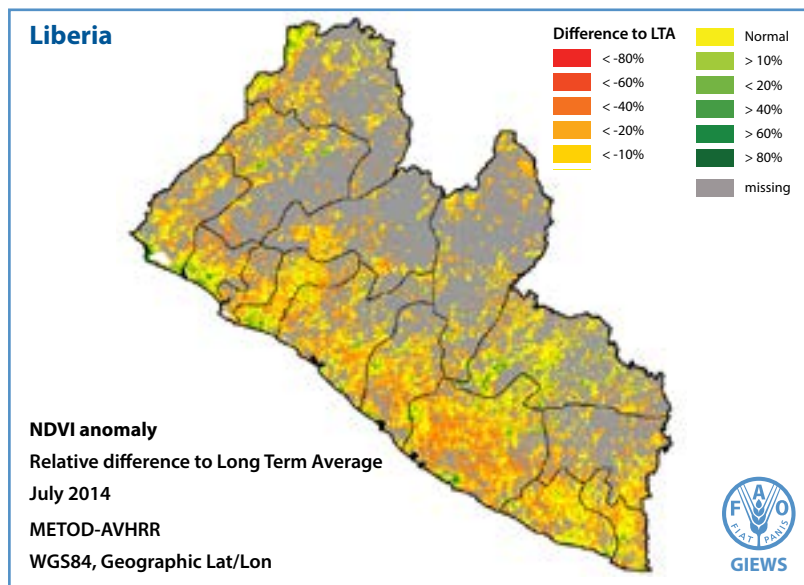 Liberia
Difference to LTA
< -80%
< -60%
< -40%
< -20%
< -10%
Normal
> 10%
< 20%
> 40%
> 60%
> 80%
missing
NDVI anomaly
Relative difference to Long Term Average
July 2014
METOD-AVHRR
WGS84, Geographic Lat/Lon
F A O
FIAT PANIS
GIEWS